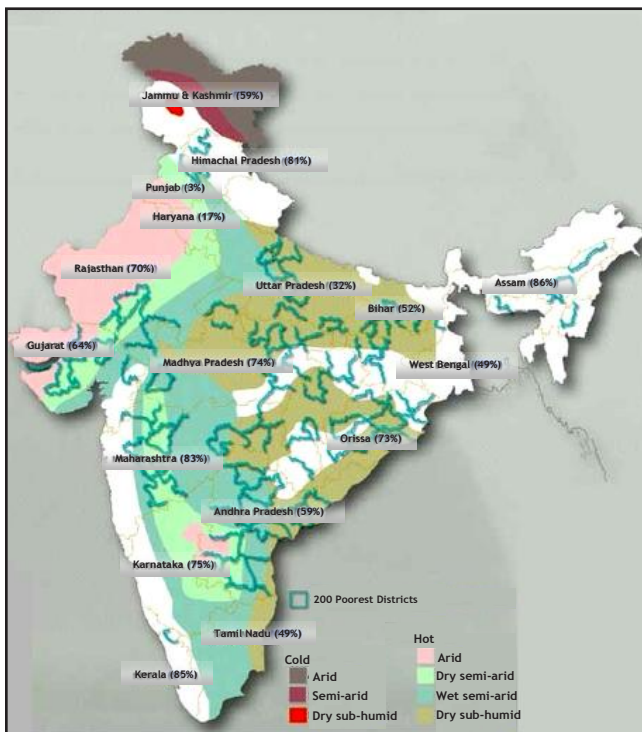 Jammu & Kashmir (59%)
Himachal Pradesh (81%)
Punjab (3%)
Haryana (17%)
Rajasthan (70%)
Uttar Pradesh (32%)
Assam (86%)
Bihar (52%)
Gujarat (64%)
Madhya Pradesh (74%)
West Bengal (49%)
Orissa (73%)
Maharashtra (83%)
Andhra Pradesh (59%)
Karnataka (75%)
200 Poorest Districts
Tamil Nadu (49%)
Kerala (85%)
Cold
Arid
Semi-arid
Dry sub-humid
Hot
Arid
Dry semi-arid
Wet semi-arid
Dry sub-humid